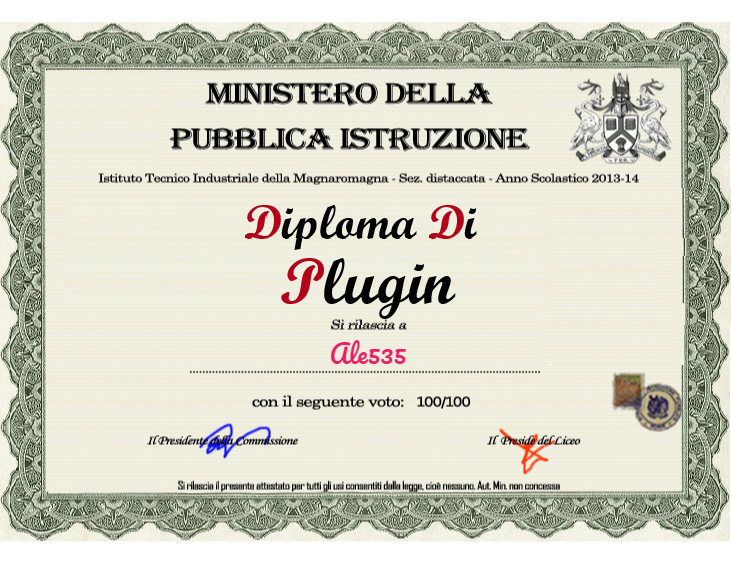 MINISTERO DELLA
PUBBLICA ISTRUZIONE
Istituto Tecnico Industriale della Magnaromagna - Sez. distaccata - Anno Scolastico 2013-14
Diploma Di
Plugin
Si rilascia a
Ale535
con il seguente voto: 100/100
Il Presidente della Commissione Il Preside del Liceo
Si rilascia il presente attestato per tutti gli usi consentiti dalla legge, cioè nessuno. Aut. Min. non concessa